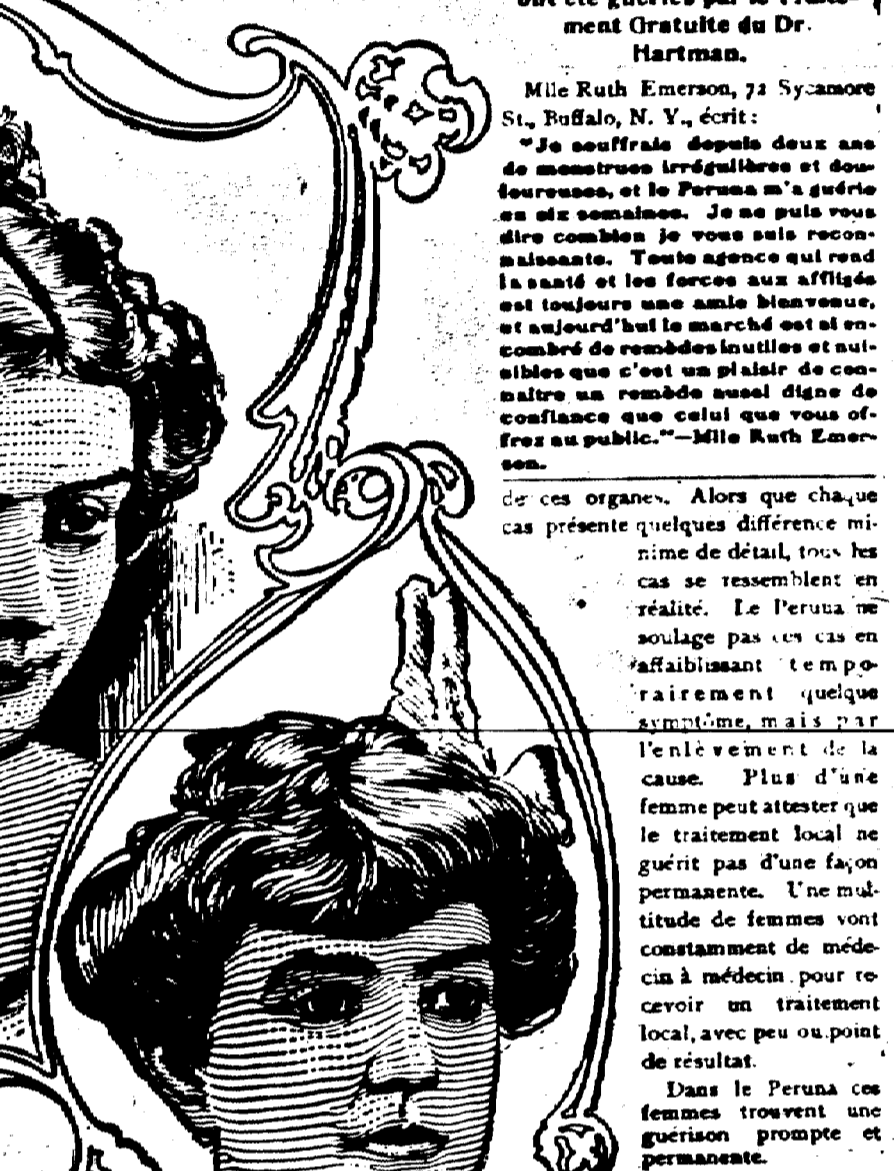 ont été guéries par le Traite-
ment Gratuite du Dr.
Hartman.
Mlle Ruth Emerson, 72 Sycamore
St., Buffalo, N. Y., écrit :
"Je souffrais depuis deux ans
de menstrues irrégulières et dou-
loureuses, et le Peruna m'a guérie
en six semaines. Je ne puis vous
dire combien je vous suis recon-
naissante. Toute agence qui rend
la santé et les forces aux affligés
est toujours une amie bienvenue,
et aujourd'hui le marché est si en-
combré de remèdes inutiles et nui-
sibles que c'est un plaisir de con-
naître un remède aussi digne de
confiance que celui que vous of-
frez au public."—Mlle Ruth Emer-
son.
de ces organes. Alors que chaque
cas présente quelques différence mi-
nime de détail, tous les
cas se ressemblent en
réalité. Le Peruna ne
soulage pas ces cas en
affaiblissant tempo-
rairement quelque
symptôme, mais par
l'enlèvement de la
cause. Plus d'une
femme peut attester que
le traitement local ne
guérit pas d'une façon
permanente. Une mul-
titude de femmes vont
constamment de méde-
cin à médecin pour re-
cevoir un traitement
local, avec peu ou point
de résultat.
Dans le Peruna ces
femmes trouvent une
guérison prompte et
permanente.